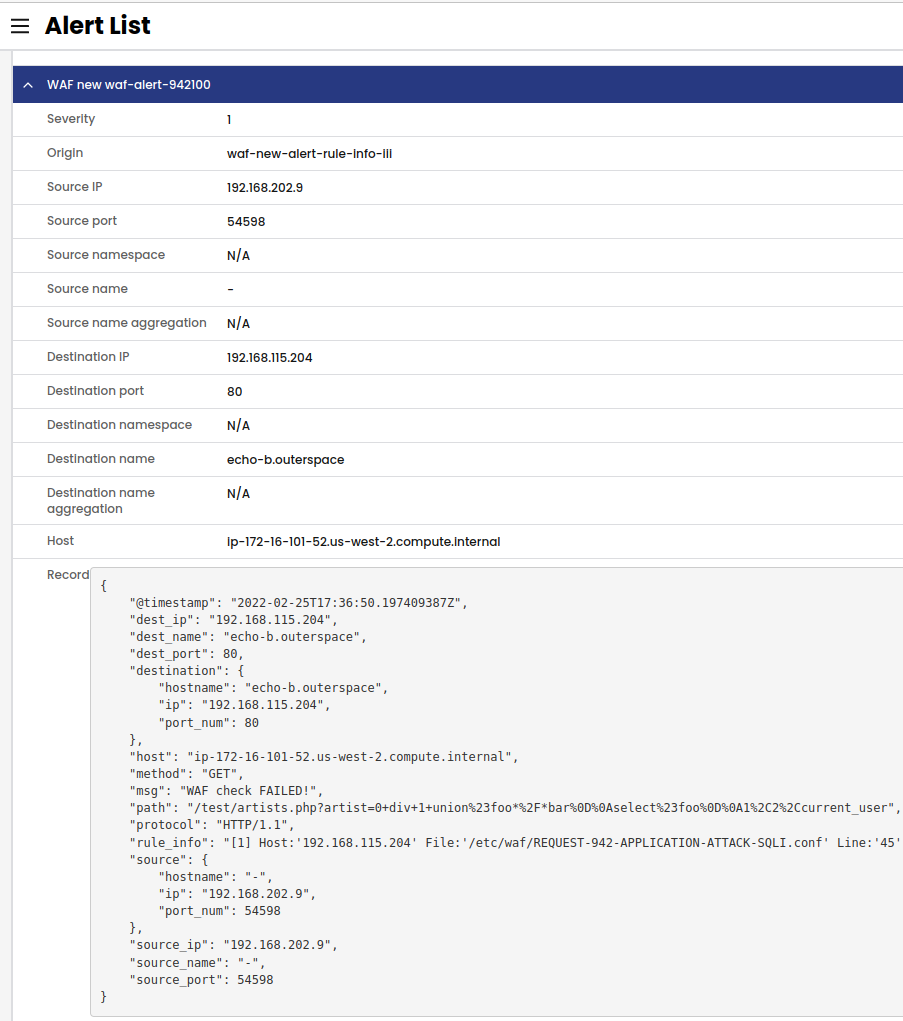 Alert List
WAF new waf-alert-942100
Severity 1
Origin waf-new-alert-rule-info-iii
Source IP 192.168.202.9
Source port 54598
Source namespace N/A
Source name -
Source name aggregation N/A
Destination IP 192.168.115.204
Destination port 80
Destination namespace N/A
Destination name echo-b.outerspace
Destination name N/A
aggregation
Host ip-172-16-101-52.us-west-2.compute.internal
Record
{
    "@timestamp": "2022-02-25T17:36:50.197409387Z",
    "dest_ip": "192.168.115.204",
    "dest_name": "echo-b.outerspace",
    "dest_port": 80,
    "destination": {
        "hostname": "echo-b.outerspace",
        "ip": "192.168.115.204",
        "port_num": 80
    },
    "host": "ip-172-16-101-52.us-west-2.compute.internal",
    "method": "GET",
    "msg": "WAF check FAILED!",
    "path": "/test/artists.php?artist=0+div+1+union%23foo*%2F*bar%0D%0Aselect%23foo%0D%0A1%2C2%2Ccurrent_user",
    "protocol": "HTTP/1.1",
    "rule_info": "[1] Host:'192.168.115.204' File:'/etc/waf/REQUEST-942-APPLICATION-ATTACK-SQLI.conf' Line:'45'
    "source": {
        "hostname": "-",
        "ip": "192.168.202.9",
        "port_num": 54598
    },
    "source_ip": "192.168.202.9",
    "source_name": "-",
    "source_port": 54598
}